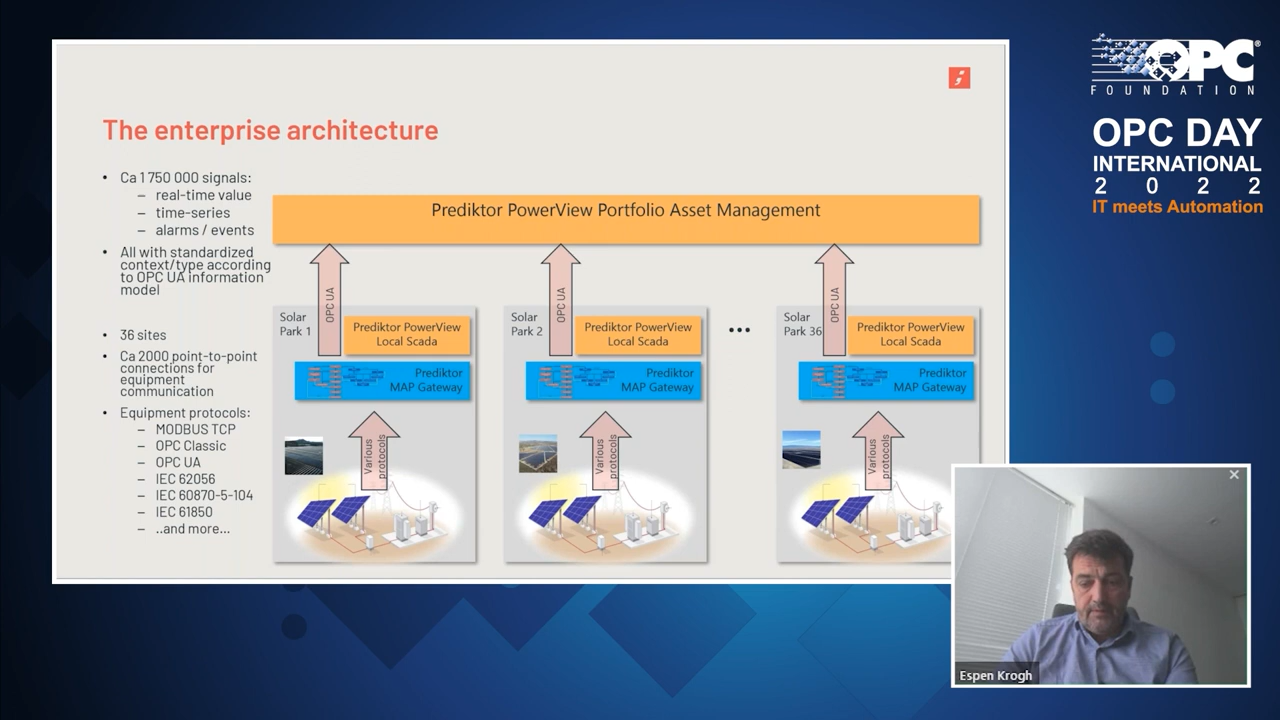 The enterprise architecture
• Ca 1 750 000 signals:
– real-time value
– time-series
– alarms / events
• All with standardized
context/type according
to OPC UA information
model
• 36 sites
• Ca 2000 point-to-point
connections for
equipment
communication
• Equipment protocols:
– MODBUS TCP
– OPC Classic
– OPC UA
– IEC 62056
– IEC 60870-5-104
– IEC 61850
– ..and more...
Prediktor PowerView Portfolio Asset Management
OPC UA
OPC UA
OPC UA
Solar
Park 1
Prediktor PowerView
Local Scada
Prediktor
MAP Gateway
Various
protocols
Solar
Park 2
Prediktor PowerView
Local Scada
Prediktor
MAP Gateway
Various
protocols
...
Solar
Park 36
Prediktor PowerView
Local Scada
Prediktor
MAP Gateway
Various
protocols
OPC®
FOUNDATION
OPC DAY
INTERNATIONAL
2022
IT meets Automation
Espen Krogh